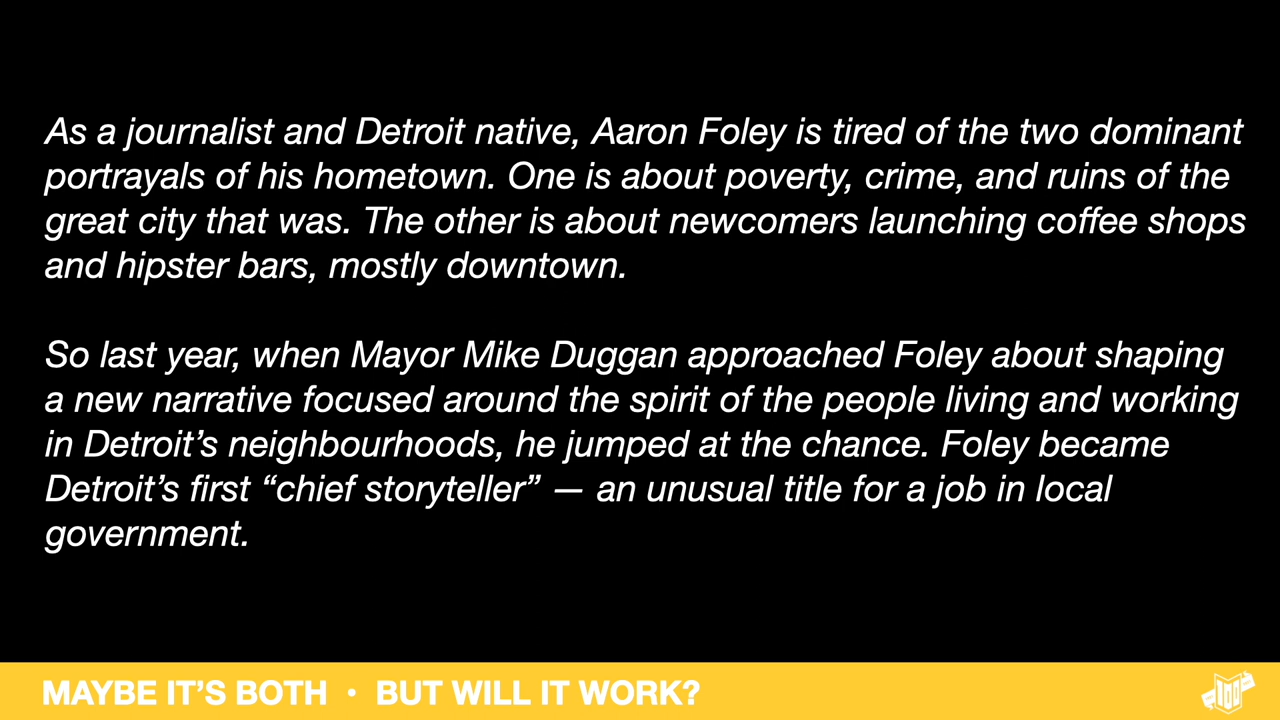 As a journalist and Detroit native, Aaron Foley is tired of the two dominant
portrayals of his hometown. One is about poverty, crime, and ruins of the
great city that was. The other is about newcomers launching coffee shops
and hipster bars, mostly downtown.
So last year, when Mayor Mike Duggan approached Foley about shaping
a new narrative focused around the spirit of the people living and working
in Detroit’s neighbourhoods, he jumped at the chance. Foley became
Detroit’s first “chief storyteller” — an unusual title for a job in local
government.
MAYBE IT’S BOTH • BUT WILL IT WORK?
100